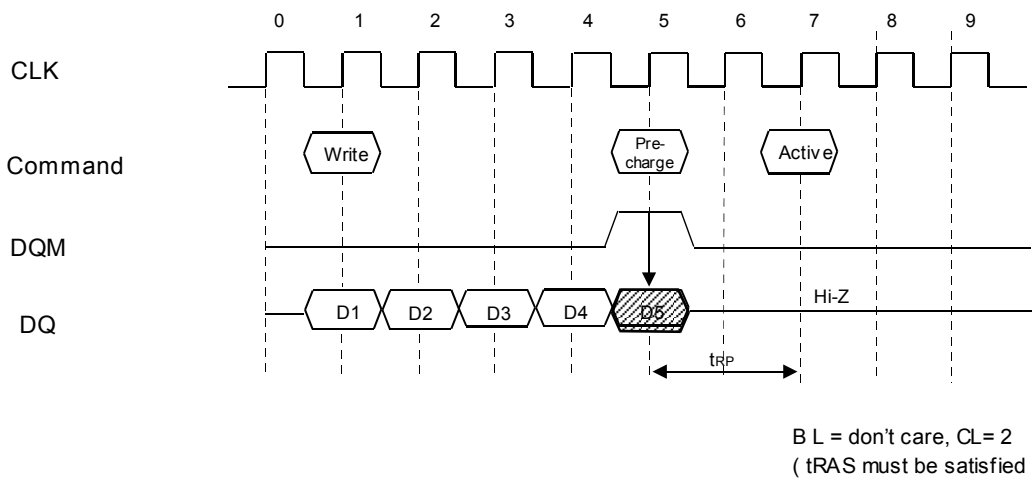 0 1 2 3 4 5 6 7 8 9
CLK
Command
Write
Pre-
charge
Active
DQM
DQ
D1 D2 D3 D4 D5
Hi-Z
tRP
B L = don't care, CL= 2
( tRAS must be satisfied